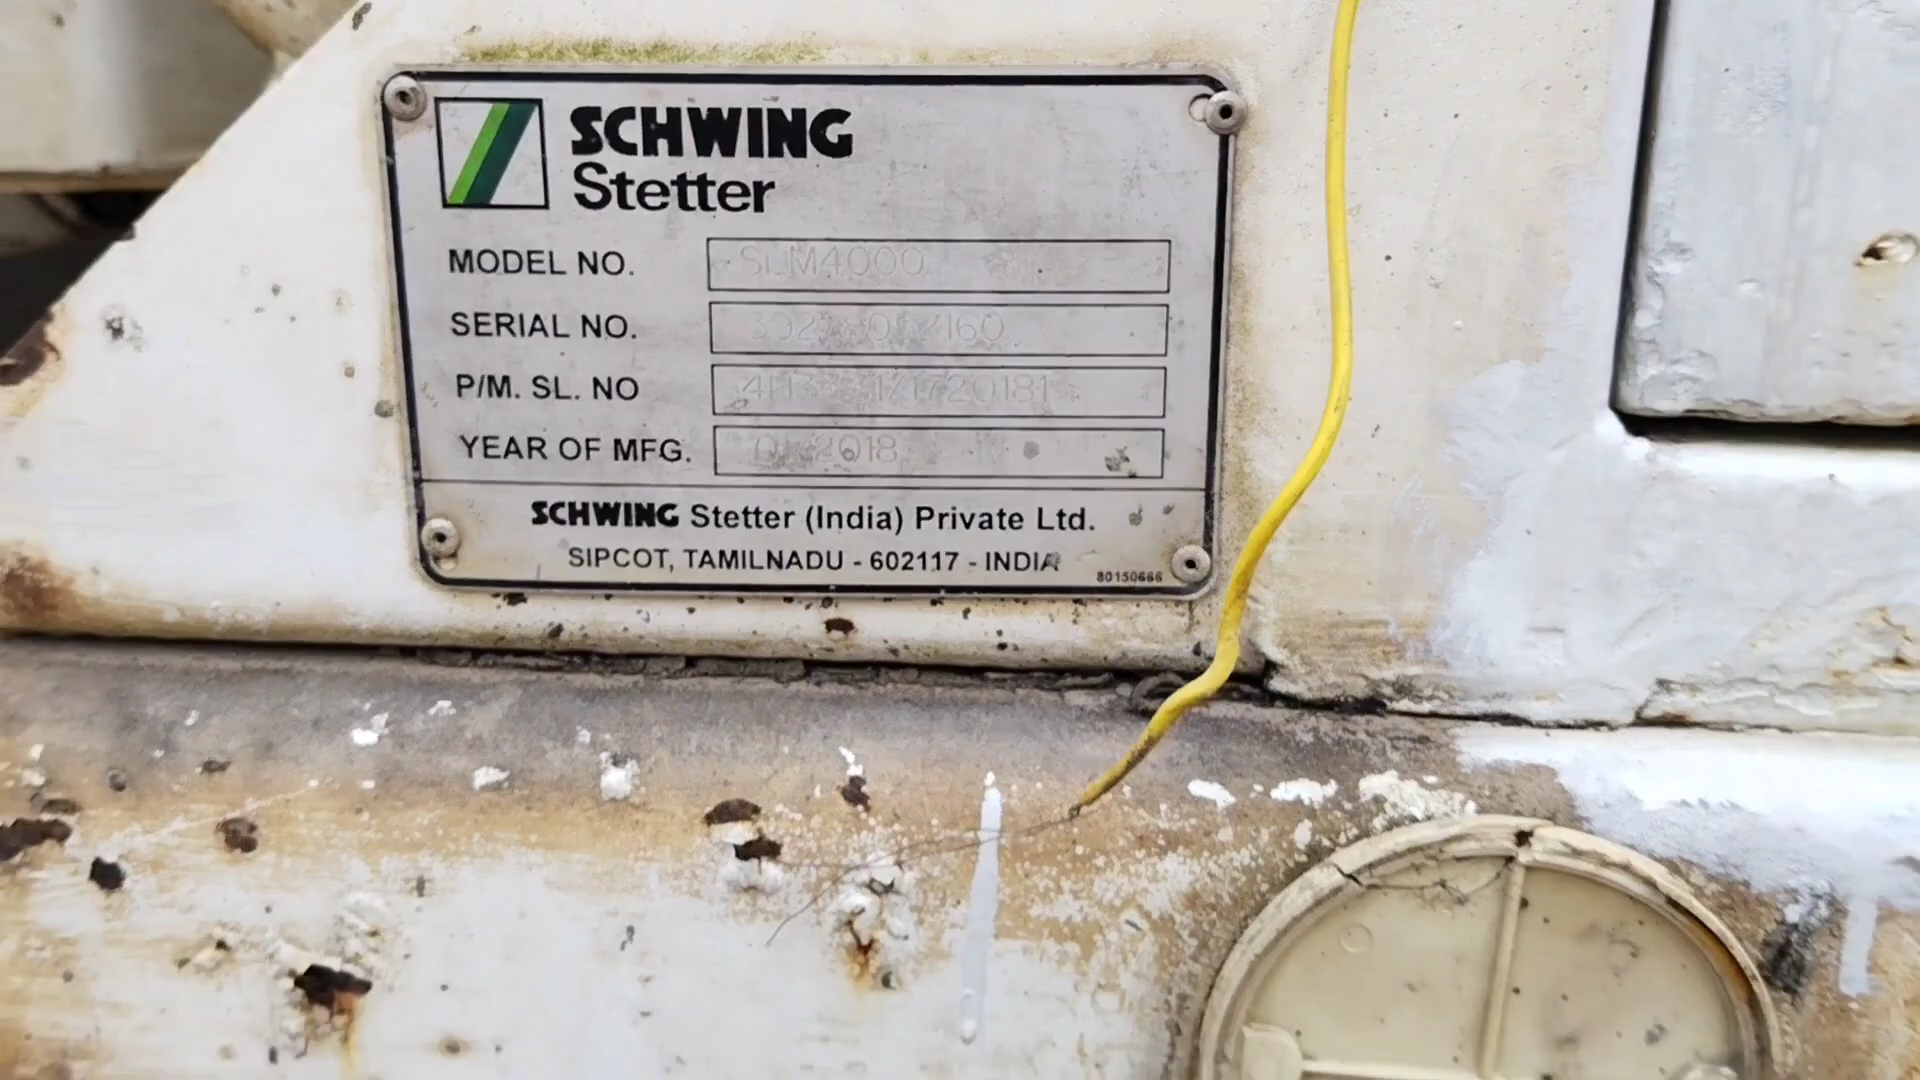 SCHWING
Stetter
MODEL NO. SLM4000
SERIAL NO.
P/M. SL. NO
YEAR OF MFG. 2018
SCHWING Stetter (India) Private Ltd.
SIPCOT, TAMILNADU - 602117 - INDIA
80150666